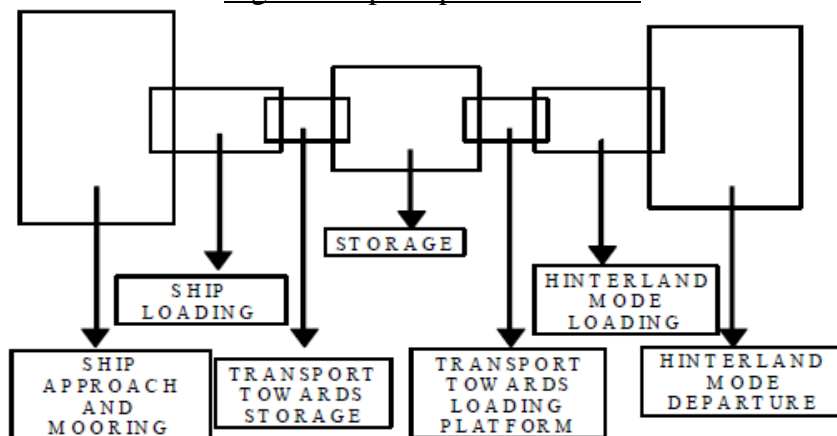 STORAGE
SHIP
LOADING
HINTERLAND
MODE
LOADING
SHIP
APPROACH
AND
MOORING
TRANSPORT
TOWARDS
STORAGE
TRANSPORT
TOWARDS
LOADING
PLATFORM
HINTERLAND
MODE
DEPARTURE